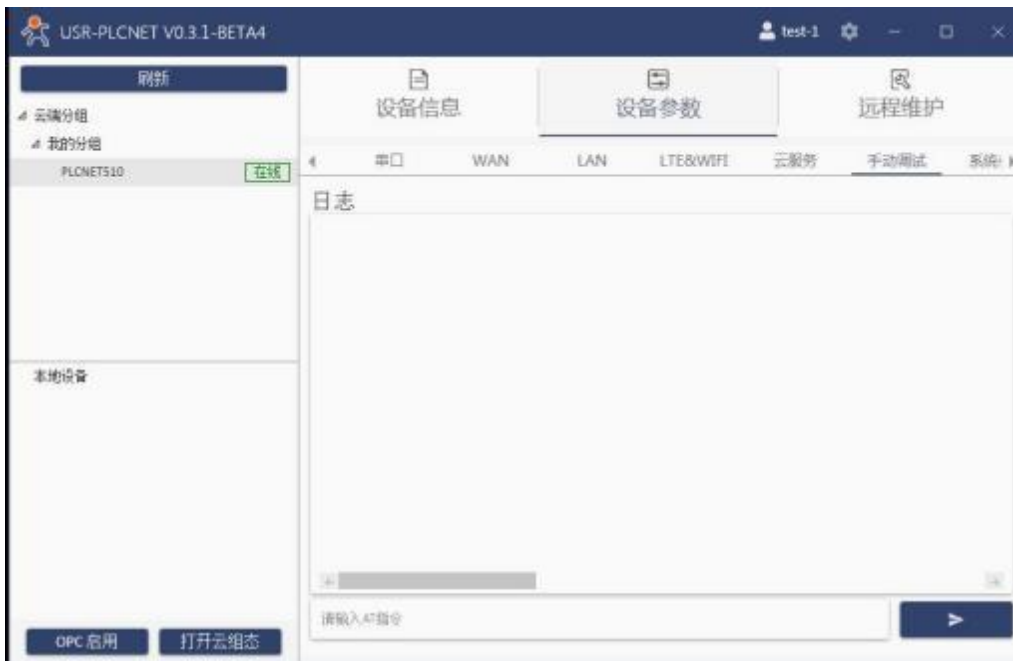 USR-PLCNET V0.3.1-BETA4
test-1
刷新
云端分组
我的分组
PLCNET510
在线
本地设备
OPC 启用
打开云组态
设备信息
设备参数
远程维护
串口
WAN
LAN
LTE&WIFI
云服务
手动调试
系统
日志
请输入AT指令